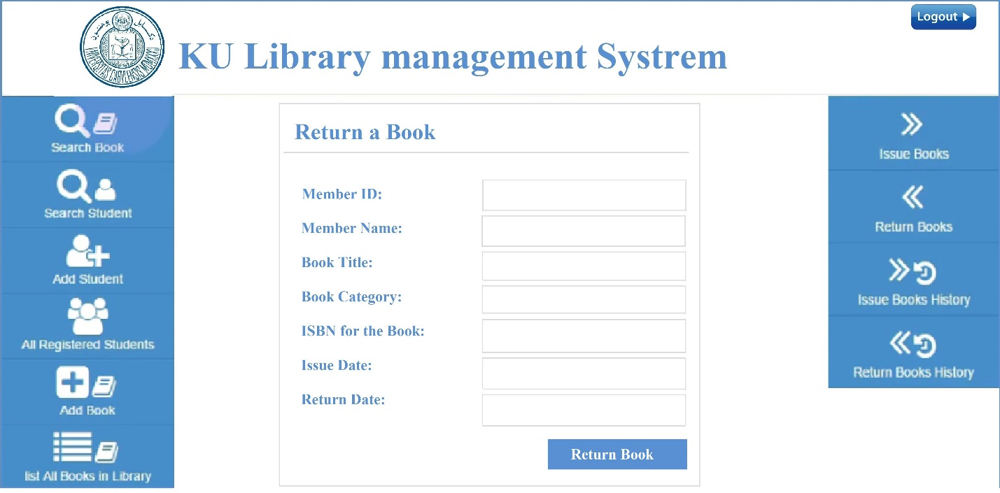 Logout
KU Library management Systrem
Search Book
Search Student
Add Student
All Registered Students
Add Book
list All Books in Library
Return a Book
Member ID:
Member Name:
Book Title:
Book Category:
ISBN for the Book:
Issue Date:
Return Date:
Return Book
Issue Books
Return Books
Issue Books History
Return Books History